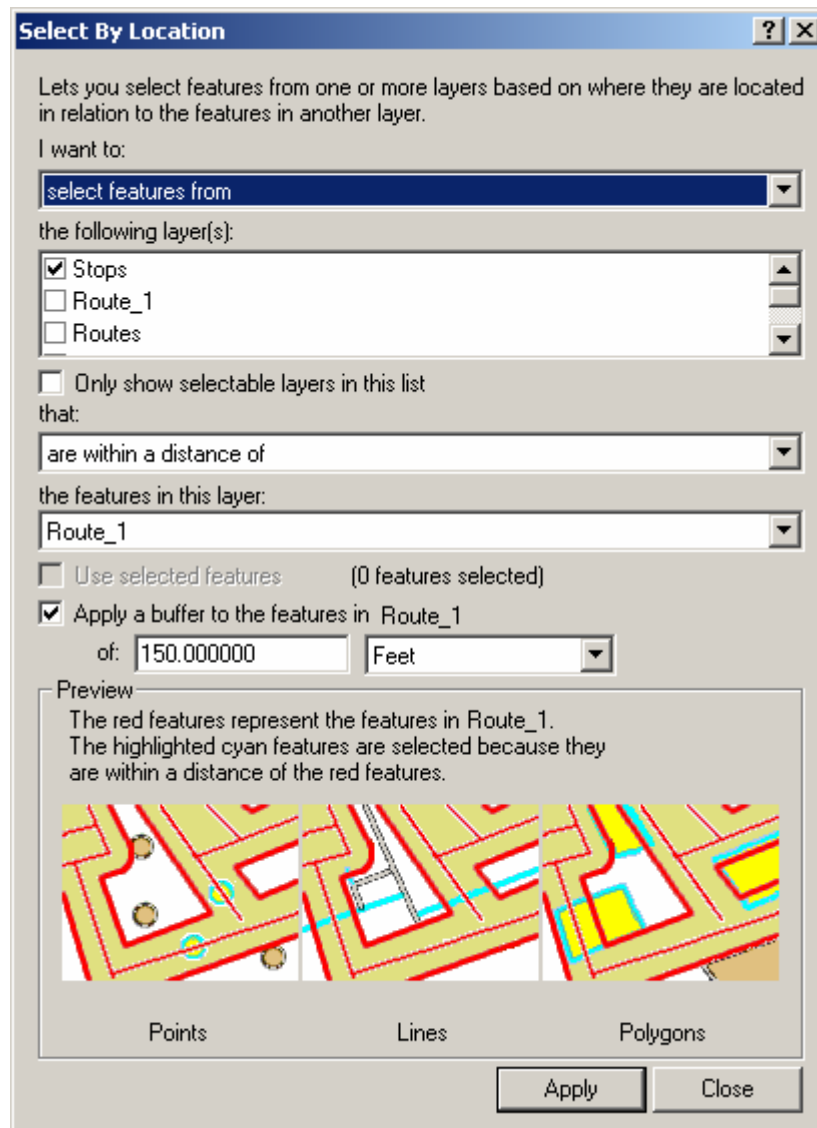 Select By Location
Lets you select features from one or more layers based on where they are located
in relation to the features in another layer.
I want to:
select features from
the following layer(s):
Stops
Route_1
Routes
Only show selectable layers in this list
that:
are within a distance of
the features in this layer:
Route_1
Use selected features (0 features selected)
Apply a buffer to the features in Route_1
of: 150.000000 Feet
Preview
The red features represent the features in Route_1.
The highlighted cyan features are selected because they
are within a distance of the red features.
Points Lines Polygons
Apply Close